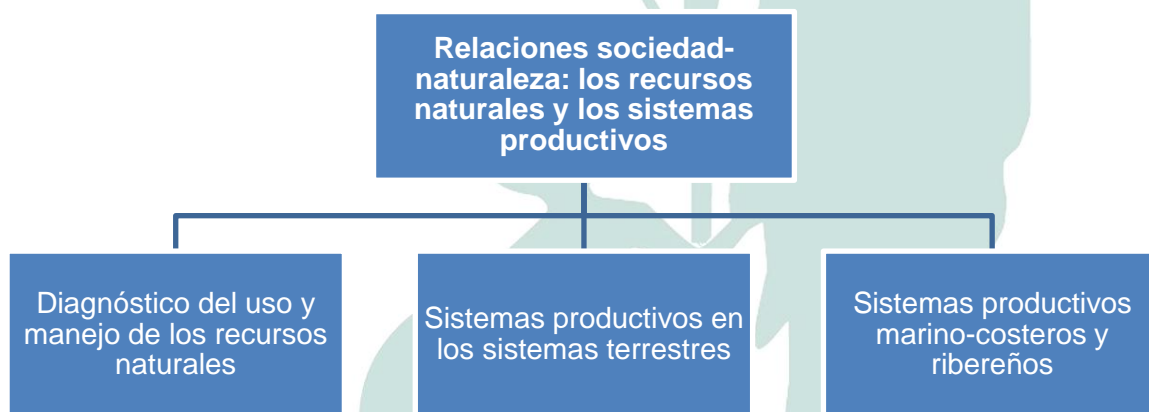 Relaciones sociedad-
naturaleza: los recursos
naturales y los sistemas
productivos
Diagnóstico del uso y
manejo de los recursos
naturales
Sistemas productivos en
los sistemas terrestres
Sistemas productivos
marino-costeros y
ribereños